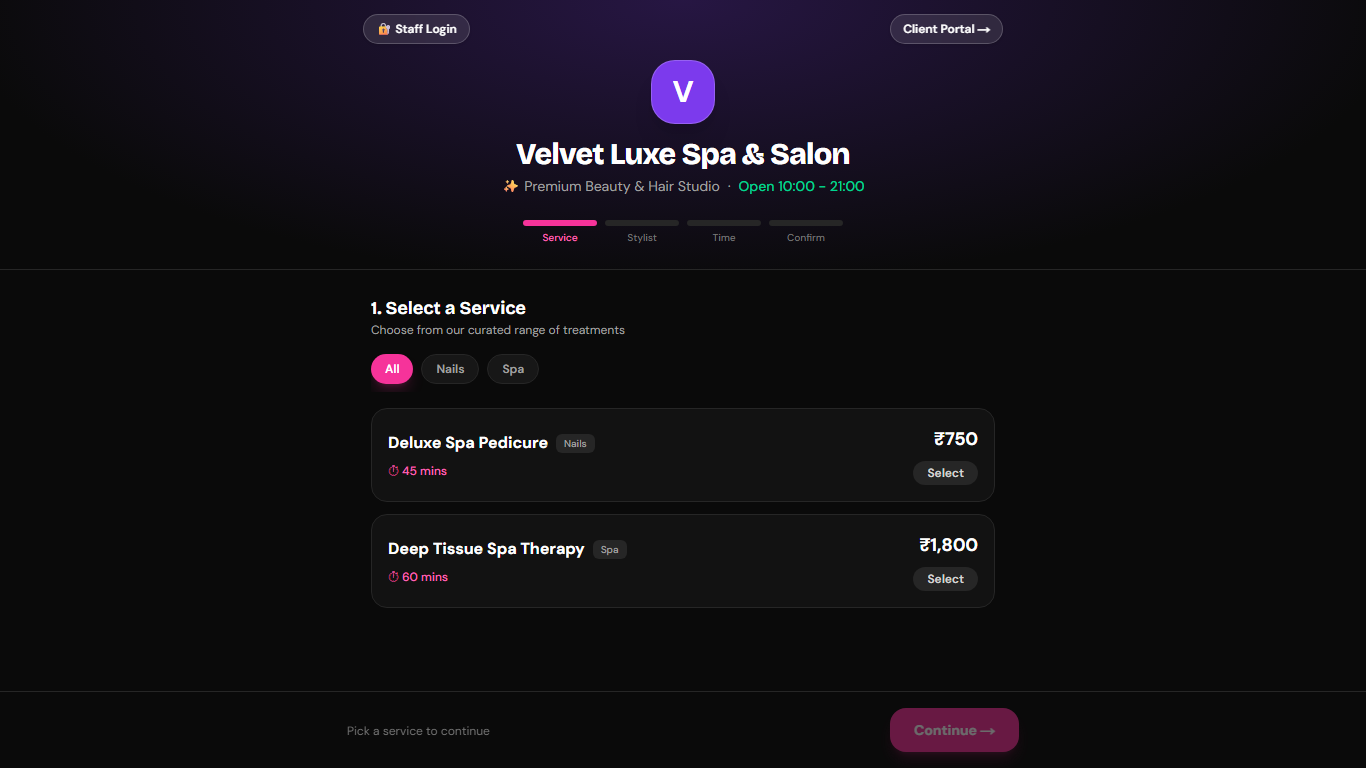 🔐 Staff Login
Client Portal →
V
Velvet Luxe Spa & Salon
✨ Premium Beauty & Hair Studio · Open 10:00 - 21:00
Service Stylist Time Confirm
1. Select a Service
Choose from our curated range of treatments
All Nails Spa
Deluxe Spa Pedicure Nails ₹750
⏱ 45 mins Select
Deep Tissue Spa Therapy Spa ₹1,800
⏱ 60 mins Select
Pick a service to continue Continue →